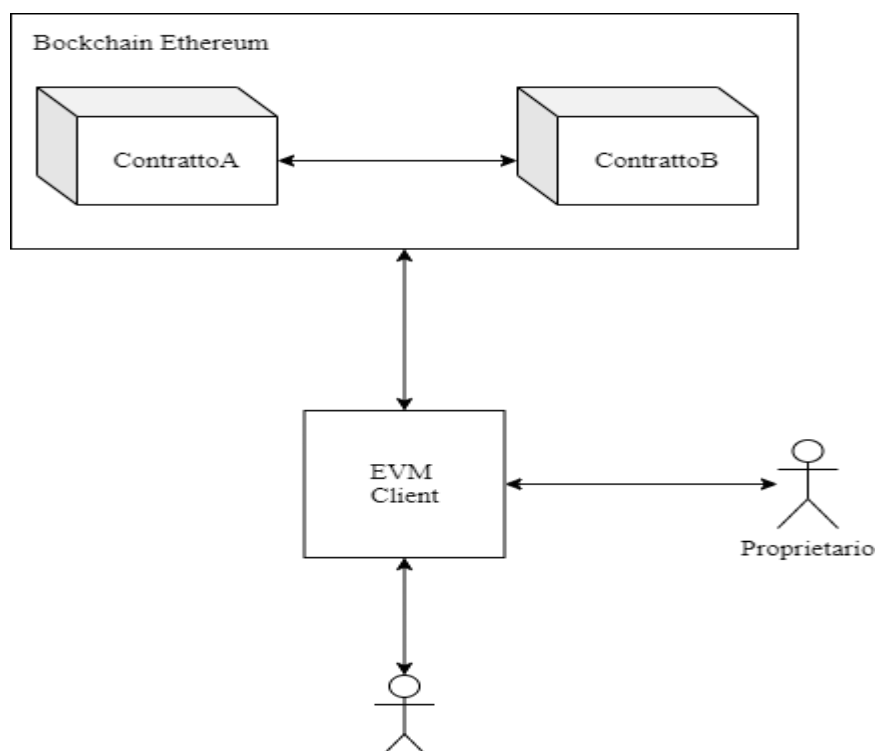 Bockchain Ethereum
ContrattoA
ContrattoB
EVM
Client
Proprietario